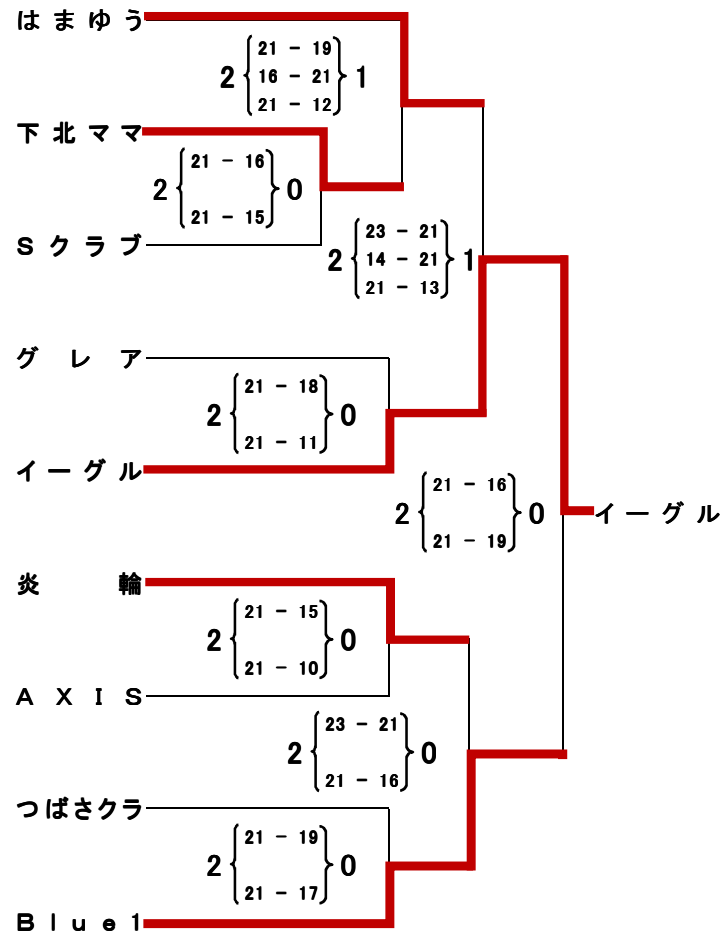 はまゆう
21 − 19
2 16 − 21 1
21 − 12
下北ママ
21 − 16
2 0
21 − 15
Sクラブ
23 − 21
2 14 − 21 1
21 − 13
グレア
21 − 18
2 0
21 − 11
イーグル
21 − 16
2 0
21 − 19
イーグル
炎輪
21 − 15
2 0
21 − 10
AXIS
23 − 21
2 0
21 − 16
つばさクラ
21 − 19
2 0
21 − 17
Blue1